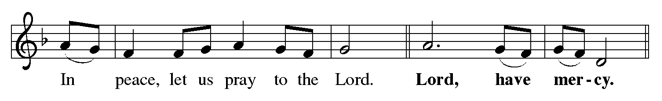 In peace, let us pray to the Lord. Lord, have mer-cy.